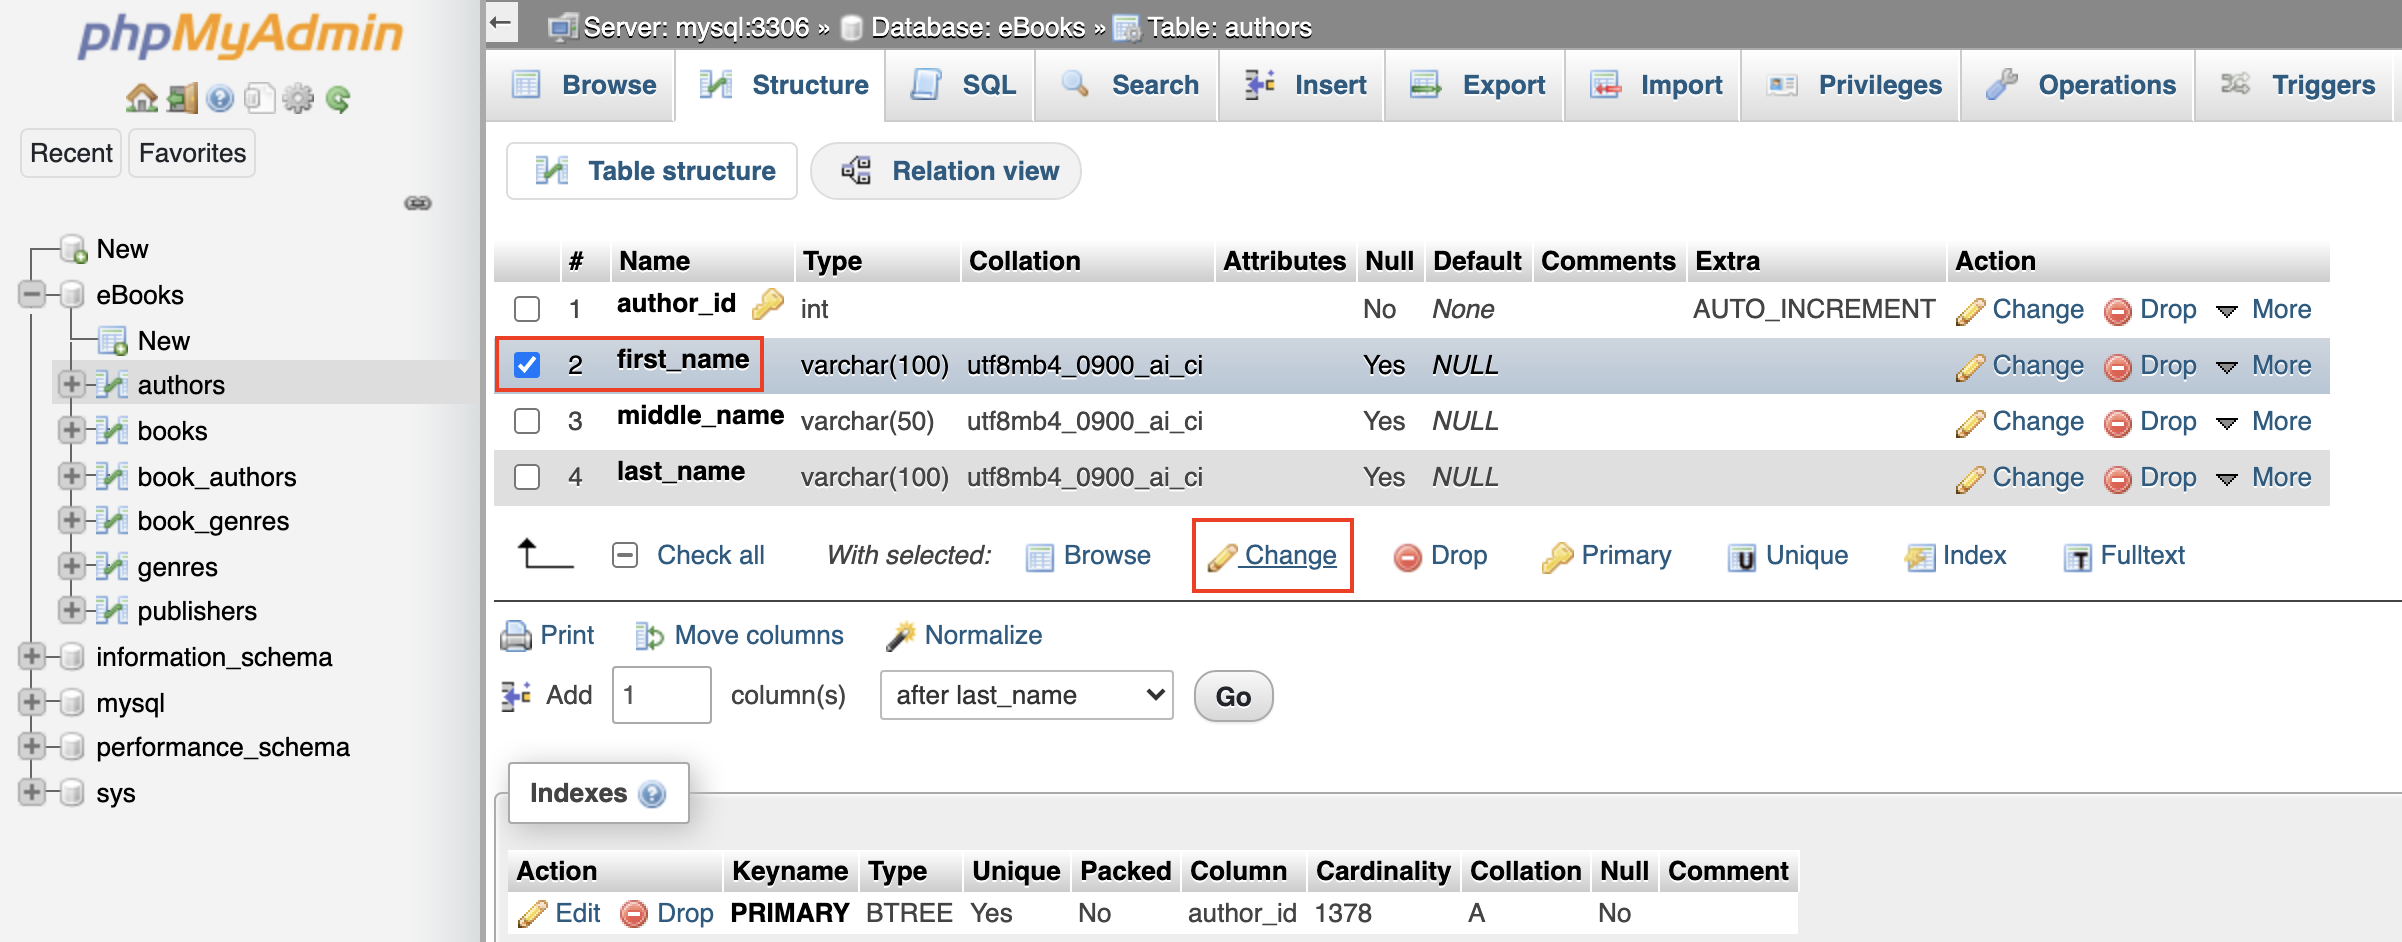 phpMyAdmin
Recent Favorites
New
eBooks
New
authors
books
book_authors
book_genres
genres
publishers
information_schema
mysql
performance_schema
sys
Server: mysql:3306 » Database: eBooks » Table: authors
Browse Structure SQL Search Insert Export Import Privileges Operations Triggers
Table structure Relation view
# Name Type Collation Attributes Null Default Comments Extra Action
1 author_id int No None AUTO_INCREMENT Change Drop More
2 first_name varchar(100) utf8mb4_0900_ai_ci Yes NULL Change Drop More
3 middle_name varchar(50) utf8mb4_0900_ai_ci Yes NULL Change Drop More
4 last_name varchar(100) utf8mb4_0900_ai_ci Yes NULL Change Drop More
Check all With selected: Browse Change Drop Primary Unique Index Fulltext
Print Move columns Normalize
Add 1 column(s) after last_name Go
Indexes
Action Keyname Type Unique Packed Column Cardinality Collation Null Comment
Edit Drop PRIMARY BTREE Yes No author_id 1378 A No